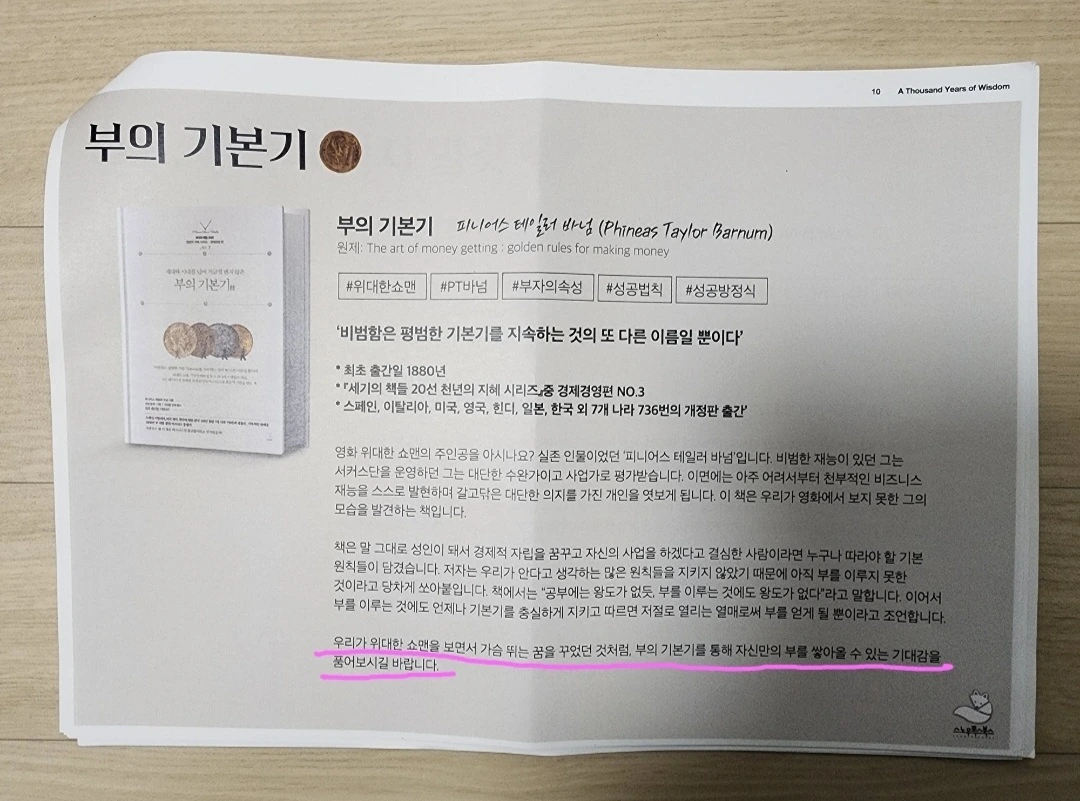 10 A Thousand Years of Wisdom
부의 기본기
부의 기본기 피니어스 테일러 바넘 (Phineas Taylor Barnum)
원제: The art of money getting : golden rules for making money
#위대한쇼맨 #PT바넘 #부자의속성 #성공법칙 #성공방정식
‘비범함은 평범한 기본기를 지속하는 것의 또 다른 이름일 뿐이다’
* 최초 출간일 1880년
* 『세기의 책들 20선 천년의 지혜 시리즈』중 경제경영편 NO.3
* 스페인, 이탈리아, 미국, 영국, 힌디, 일본, 한국 외 7개 나라 736번의 개정판 출간’
영화 위대한 쇼맨의 주인공을 아시나요? 실존 인물이었던 ‘피니어스 테일러 바넘’입니다. 비범한 재능이 있던 그는
서커스단을 운영하던 그는 대단한 수완가이고 사업가로 평가받습니다. 이면에는 아주 어려서부터 천부적인 비즈니스
재능을 스스로 발현하며 갈고닦은 대단한 의지를 가진 개인을 엿보게 됩니다. 이 책은 우리가 영화에서 보지 못한 그의
모습을 발견하는 책입니다.
책은 말 그대로 성인이 돼서 경제적 자립을 꿈꾸고 자신의 사업을 하겠다고 결심한 사람이라면 누구나 따라야 할 기본
원칙들이 담겼습니다. 저자는 우리가 안다고 생각하는 많은 원칙들을 지키지 않았기 때문에 아직 부를 이루지 못한
것이라고 당차게 쏘아붙입니다. 책에서는 “공부에는 왕도가 없듯, 부를 이루는 것에도 왕도가 없다”라고 말합니다. 이어서
부를 이루는 것에도 언제나 기본기를 충실하게 지키고 따르면 저절로 열리는 열매로써 부를 얻게 될 뿐이라고 조언합니다.
우리가 위대한 쇼맨을 보면서 가슴 뛰는 꿈을 꾸었던 것처럼, 부의 기본기를 통해 자신만의 부를 쌓아올 수 있는 기대감을
품어보시길 바랍니다.
부의 기본기
스노우폭스북스